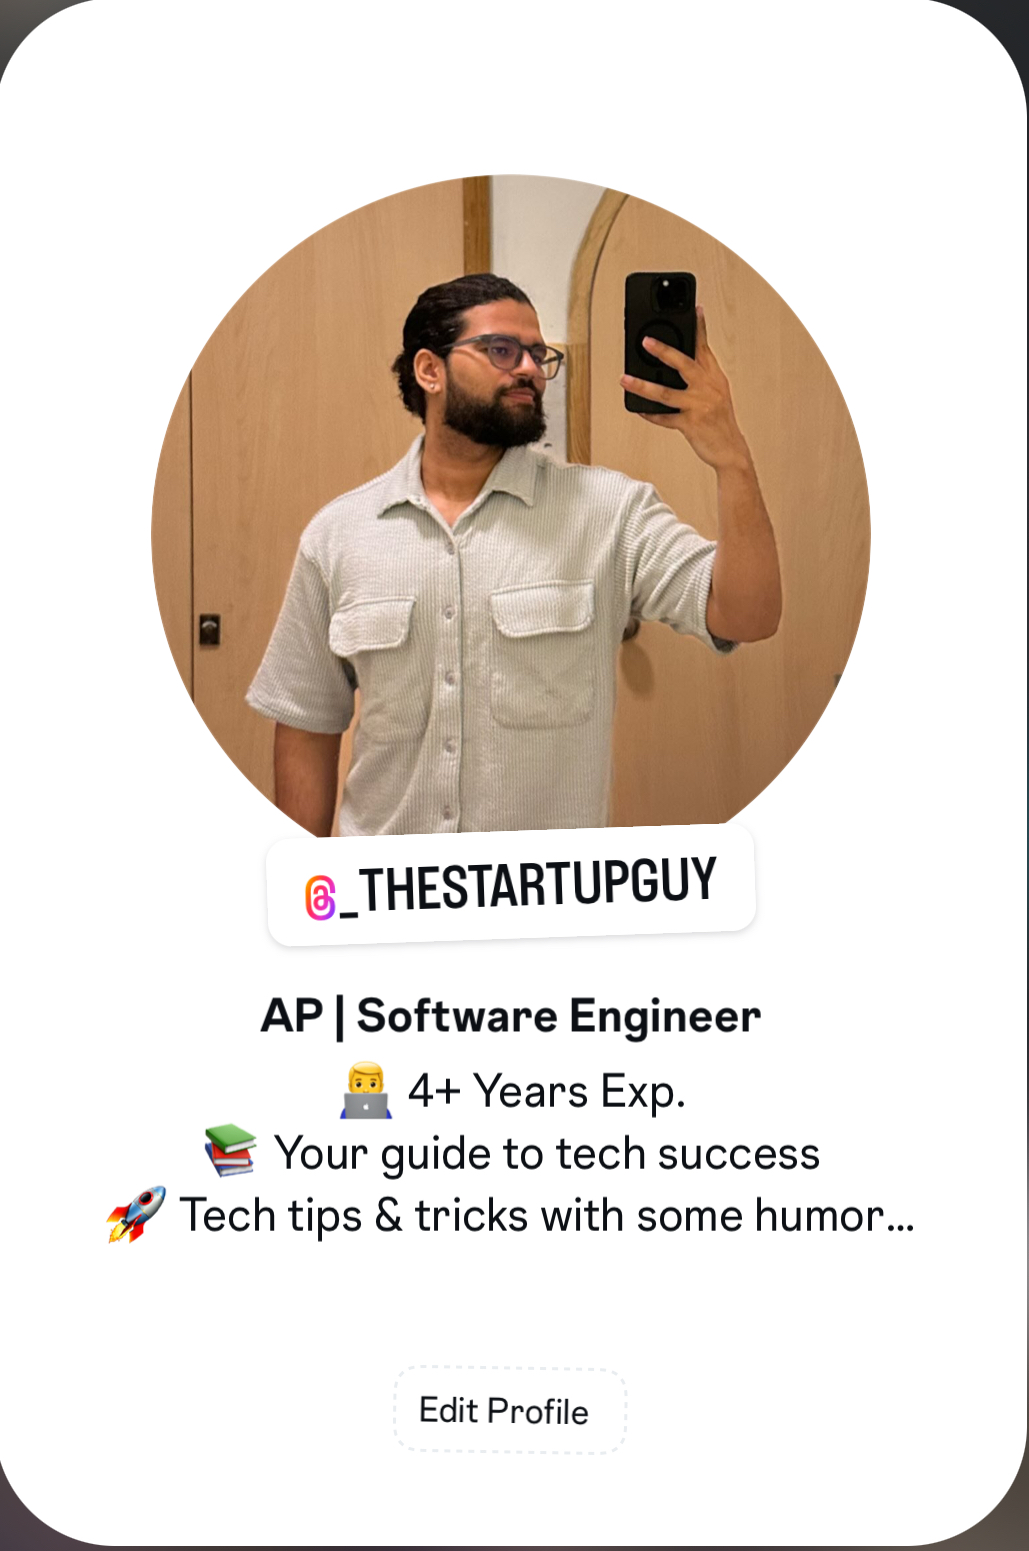 @_THESTARTUPGUY
AP | Software Engineer
👨‍💻 4+ Years Exp.
📚 Your guide to tech success
🚀 Tech tips & tricks with some humor...
Edit Profile